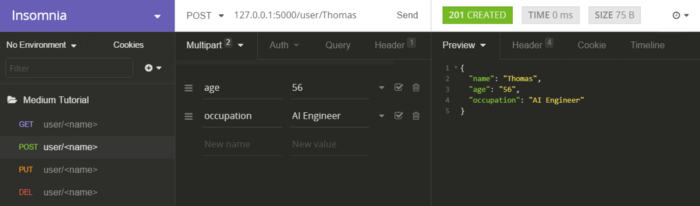 Insomnia
POST 127.0.0.1:5000/user/Thomas Send
201 CREATED TIME 0 ms SIZE 75 B
No Environment Cookies
Multipart 2 Auth Query Header 1
Preview Header 4 Cookie Timeline
Filter
age 56
occupation AI Engineer
New name New value
1 {
2 "name": "Thomas",
3 "age": "56",
4 "occupation": "AI Engineer"
5 }
Medium Tutorial
GET user/<name>
POST user/<name>
PUT user/<name>
DEL user/<name>